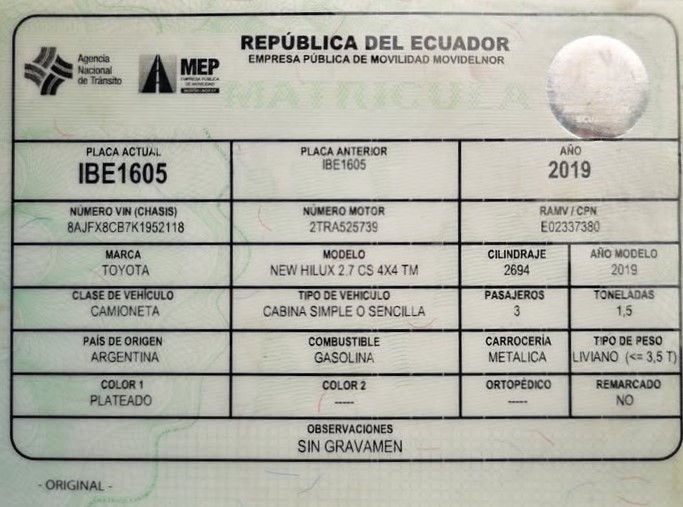 Agencia
Nacional
de Tránsito
MEP
EMPRESA PÚBLICA
DE MOVILIDAD
REPÚBLICA DEL ECUADOR
EMPRESA PÚBLICA DE MOVILIDAD MOVIDELNOR
MATRICULA
PLACA ACTUAL
IBE1605
PLACA ANTERIOR
IBE1605
AÑO
2019
NÚMERO VIN (CHASIS)
8AJFX8CB7K1952118
NÚMERO MOTOR
2TRA525739
RAMV / CPN
E02337380
MARCA
TOYOTA
MODELO
NEW HILUX 2.7 CS 4X4 TM
CILINDRAJE
2694
AÑO MODELO
2019
CLASE DE VEHÍCULO
CAMIONETA
TIPO DE VEHICULO
CABINA SIMPLE O SENCILLA
PASAJEROS
3
TONELADAS
1,5
PAÍS DE ORIGEN
ARGENTINA
COMBUSTIBLE
GASOLINA
CARROCERÍA
METALICA
TIPO DE PESO
LIVIANO (<= 3,5 T)
COLOR 1
PLATEADO
COLOR 2
-----
ORTOPÉDICO
-----
REMARCADO
NO
OBSERVACIONES
SIN GRAVAMEN
- ORIGINAL -